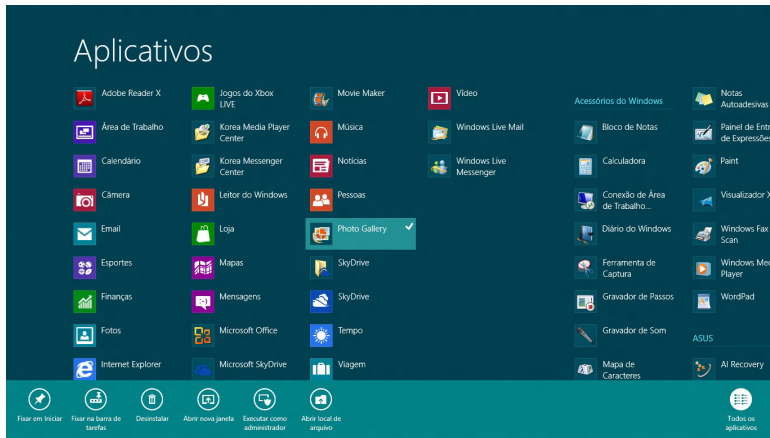 Aplicativos
Adobe Reader X
Área de Trabalho
Calendário
Câmera
Email
Esportes
Finanças
Fotos
Internet Explorer
Jogos do Xbox
LIVE
Korea Media Player
Center
Korea Messenger
Center
Leitor do Windows
Loja
Mapas
Mensagens
Microsoft Office
Microsoft SkyDrive
Movie Maker
Música
Notícias
Pessoas
Photo Gallery
SkyDrive
SkyDrive
Tempo
Viagem
Vídeo
Windows Live Mail
Windows Live
Messenger
Acessórios do Windows
Bloco de Notas
Calculadora
Conexão de Área
de Trabalho...
Diário do Windows
Ferramenta de
Captura
Gravador de Passos
Gravador de Som
Mapa de
Caracteres
Notas
Autoadesivas
Painel de Entr
de Expressões
Paint
Visualizador X
Windows Fax
Scan
Windows Med
Player
WordPad
ASUS
AI Recovery
Fixar em Iniciar
Fixar na barra de
tarefas
Desinstalar
Abrir nova janela
Executar como
administrador
Abrir local de
arquivo
Todos os
aplicativos